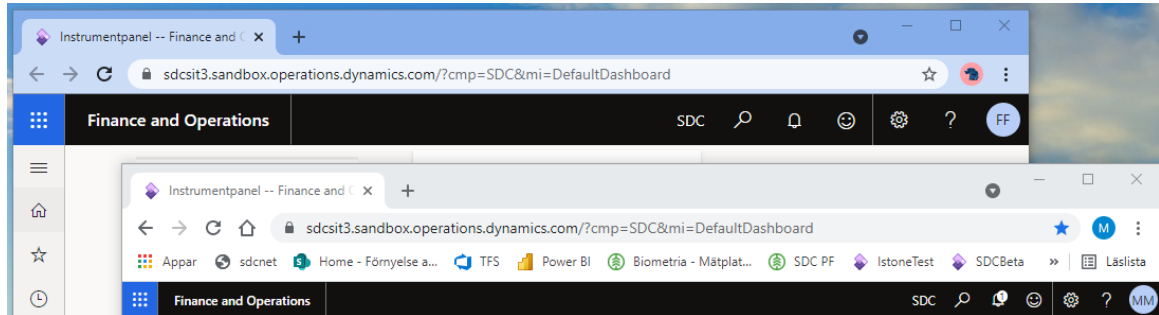 Instrumentpanel -- Finance and C
sdcsit3.sandbox.operations.dynamics.com/?cmp=SDC&mi=DefaultDashboard
Finance and Operations SDC ? FF
Instrumentpanel -- Finance and C
sdcsit3.sandbox.operations.dynamics.com/?cmp=SDC&mi=DefaultDashboard M
Appar sdcnet Home - Förnyelse a... TFS Power BI Biometria - Mätplat... SDC PF IstoneTest SDCBeta » Läslista
Finance and Operations SDC 1 ? MM